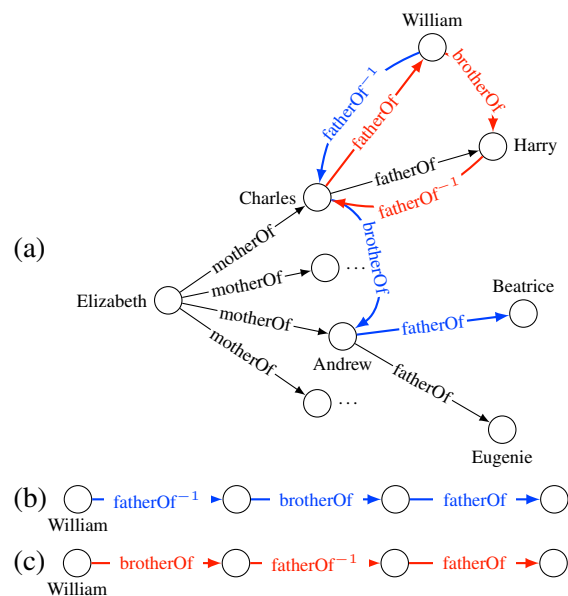 William
fatherOf⁻¹
fatherOf
brotherOf
Harry
fatherOf
fatherOf⁻¹
Charles
(a)
motherOf
brotherOf
motherOf
...
Elizabeth
Beatrice
motherOf
fatherOf
Andrew
motherOf
fatherOf
...
Eugenie
(b)
fatherOf⁻¹
brotherOf
fatherOf
William
(c)
brotherOf
fatherOf⁻¹
fatherOf
William